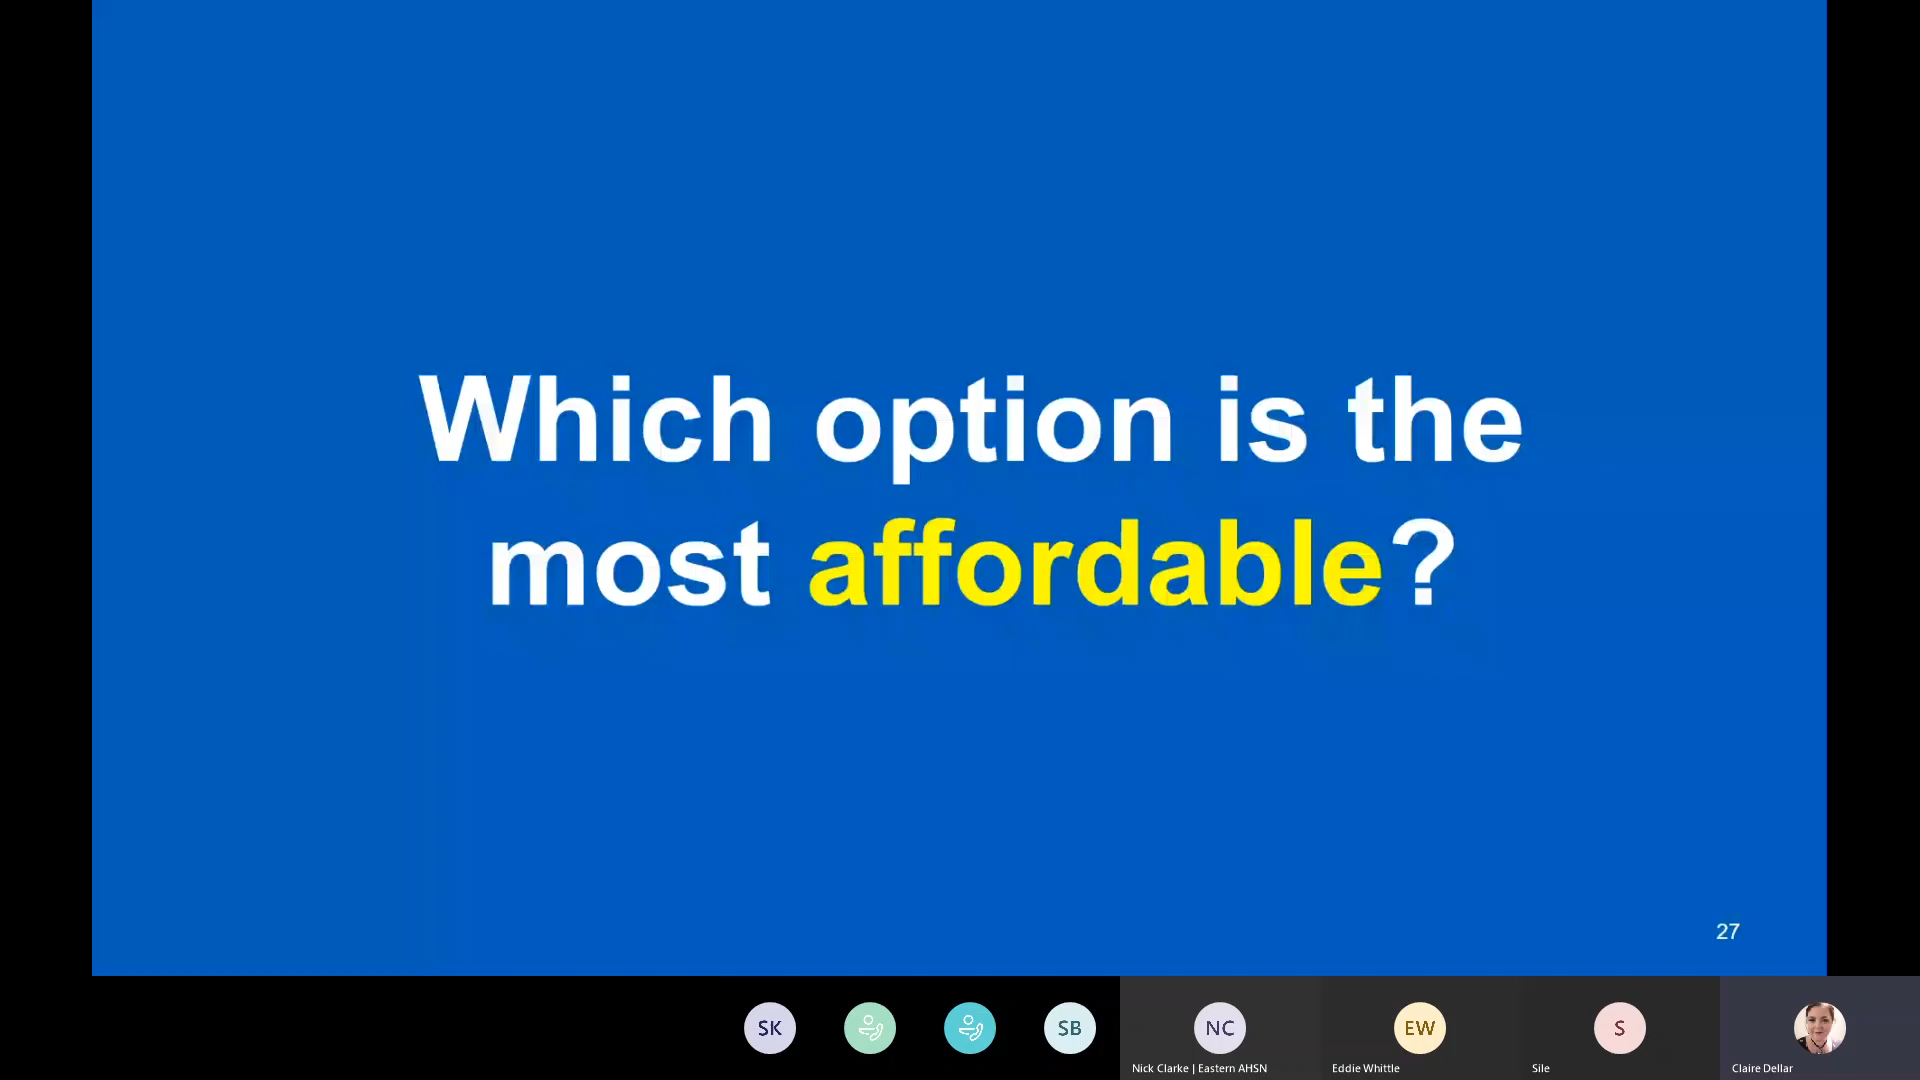 Which option is the
most affordable?
27
SK
SB
NC
EW
S
Nick Clarke | Eastern AHSN
Eddie Whittle
Sile
Claire Dellar